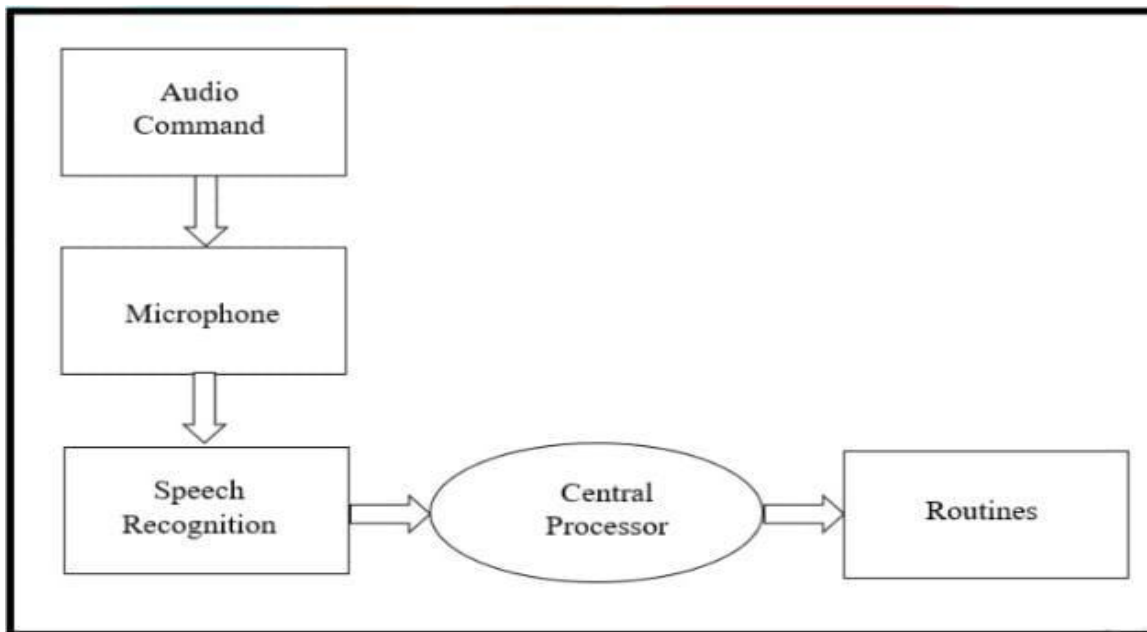 Audio
Command
Microphone
Speech
Recognition
Central
Processor
Routines